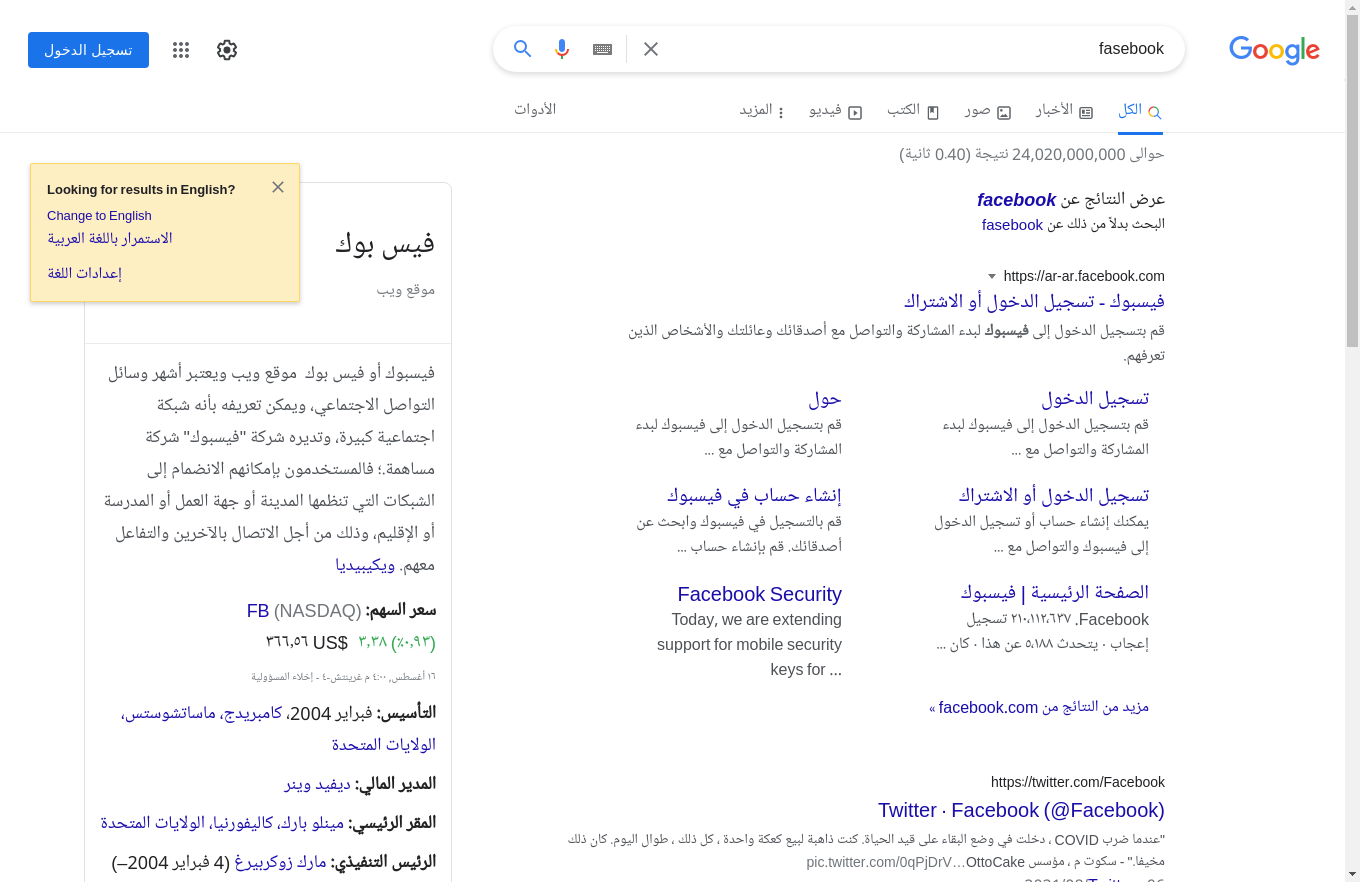 Google
fasebook
تسجيل الدخول
الكل
الأخبار
صور
الكتب
فيديو
المزيد
الأدوات
حوالى 24,020,000,000 نتيجة (0.40 ثانية)
عرض النتائج عن facebook
البحث بدلاً من ذلك عن fasebook
https://ar-ar.facebook.com
فيسبوك - تسجيل الدخول أو الاشتراك
قم بتسجيل الدخول إلى فيسبوك لبدء المشاركة والتواصل مع أصدقائك وعائلتك والأشخاص الذين
تعرفهم.
تسجيل الدخول
قم بتسجيل الدخول إلى فيسبوك لبدء
المشاركة والتواصل مع ...
حول
قم بتسجيل الدخول إلى فيسبوك لبدء
المشاركة والتواصل مع ...
تسجيل الدخول أو الاشتراك
يمكنك إنشاء حساب أو تسجيل الدخول
إلى فيسبوك والتواصل مع ...
إنشاء حساب في فيسبوك
قم بالتسجيل في فيسبوك وابحث عن
أصدقائك. قم بإنشاء حساب ...
الصفحة الرئيسية | فيسبوك
Facebook. ٢١٠،١١٢،٦٣٧ تسجيل
إعجاب · يتحدث ٥،١٨٨ عن هذا · كان ...
Facebook Security
Today, we are extending
support for mobile security
keys for ...
مزيد من النتائج من facebook.com »
https://twitter.com/Facebook
Twitter · Facebook (@Facebook)
"عندما ضرب COVID ، دخلت في وضع البقاء على قيد الحياة. كنت ذاهبة لبيع كعكة واحدة ، كل ذلك ، طوال اليوم. كان ذلك
مخيفا." - سكوت م ، مؤسس OttoCake…pic.twitter.com/0qPjDrV
Looking for results in English?
Change to English
الاستمرار باللغة العربية
إعدادات اللغة
فيس بوك
موقع ويب
فيسبوك أو فيس بوك موقع ويب ويعتبر أشهر وسائل
التواصل الاجتماعي، ويمكن تعريفه بأنه شبكة
اجتماعية كبيرة، وتديره شركة "فيسبوك" شركة
مساهمة.؛ فالمستخدمون بإمكانهم الانضمام إلى
الشبكات التي تنظمها المدينة أو جهة العمل أو المدرسة
أو الإقليم، وذلك من أجل الاتصال بالآخرين والتفاعل
معهم. ويكيبيديا
سعر السهم: FB (NASDAQ)
٣٦٦,٥٦ US$ ٣,٣٨ (٪٠,٩٣)
١٦ أغسطس, ٤:٠٠ م غرينتش-٤ - إخلاء المسؤولية
التأسيس: فبراير 2004، كامبريدج، ماساتشوستس،
الولايات المتحدة
المدير المالي: ديفيد وينر
المقر الرئيسي: مينلو بارك، كاليفورنيا، الولايات المتحدة
الرئيس التنفيذي: مارك زوكربيرغ (4 فبراير 2004–)